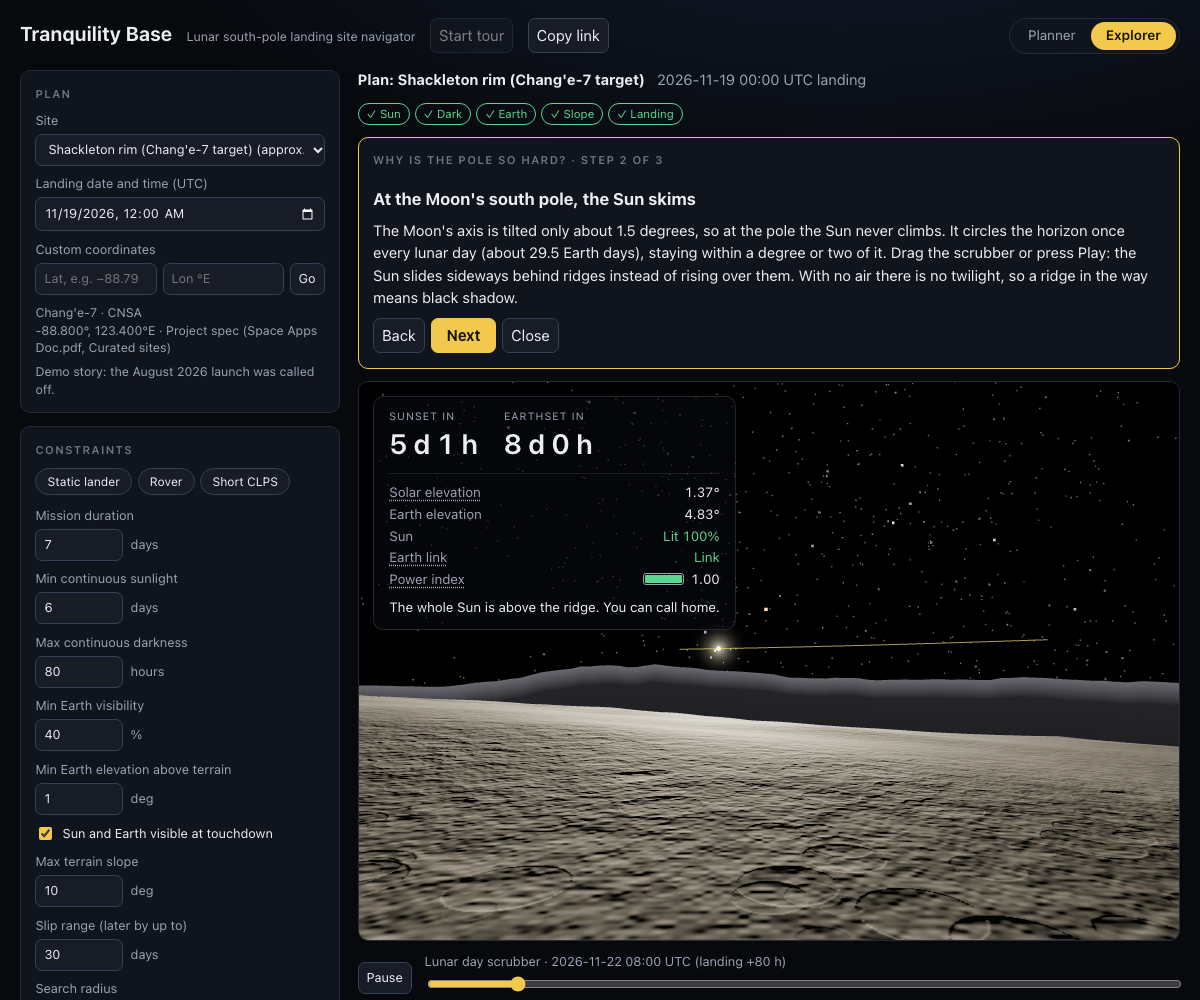 Tranquility Base
Lunar south-pole landing site navigator
Start tour
Copy link
Planner
Explorer
PLAN
Site
Shackleton rim (Chang'e-7 target) (approx.
Landing date and time (UTC)
11/19/2026, 12:00 AM
Custom coordinates
Lat, e.g. −88.79
Lon °E
Go
Chang'e-7 · CNSA
-88.800°, 123.400°E · Project spec (Space Apps
Doc.pdf, Curated sites)
Demo story: the August 2026 launch was called
off.
CONSTRAINTS
Static lander
Rover
Short CLPS
Mission duration
7 days
Min continuous sunlight
6 days
Max continuous darkness
80 hours
Min Earth visibility
40 %
Min Earth elevation above terrain
1 deg
Sun and Earth visible at touchdown
Max terrain slope
10 deg
Slip range (later by up to)
30 days
Search radius
Plan: Shackleton rim (Chang'e-7 target) 2026-11-19 00:00 UTC landing
✓ Sun
✓ Dark
✓ Earth
✓ Slope
✓ Landing
WHY IS THE POLE SO HARD? · STEP 2 OF 3
At the Moon's south pole, the Sun skims
The Moon's axis is tilted only about 1.5 degrees, so at the pole the Sun never climbs. It circles the horizon once
every lunar day (about 29.5 Earth days), staying within a degree or two of it. Drag the scrubber or press Play: the
Sun slides sideways behind ridges instead of rising over them. With no air there is no twilight, so a ridge in the way
means black shadow.
Back
Next
Close
SUNSET IN
5 d 1 h
EARTHSET IN
8 d 0 h
Solar elevation 1.37°
Earth elevation 4.83°
Sun Lit 100%
Earth link Link
Power index 1.00
The whole Sun is above the ridge. You can call home.
Pause
Lunar day scrubber · 2026-11-22 08:00 UTC (landing +80 h)